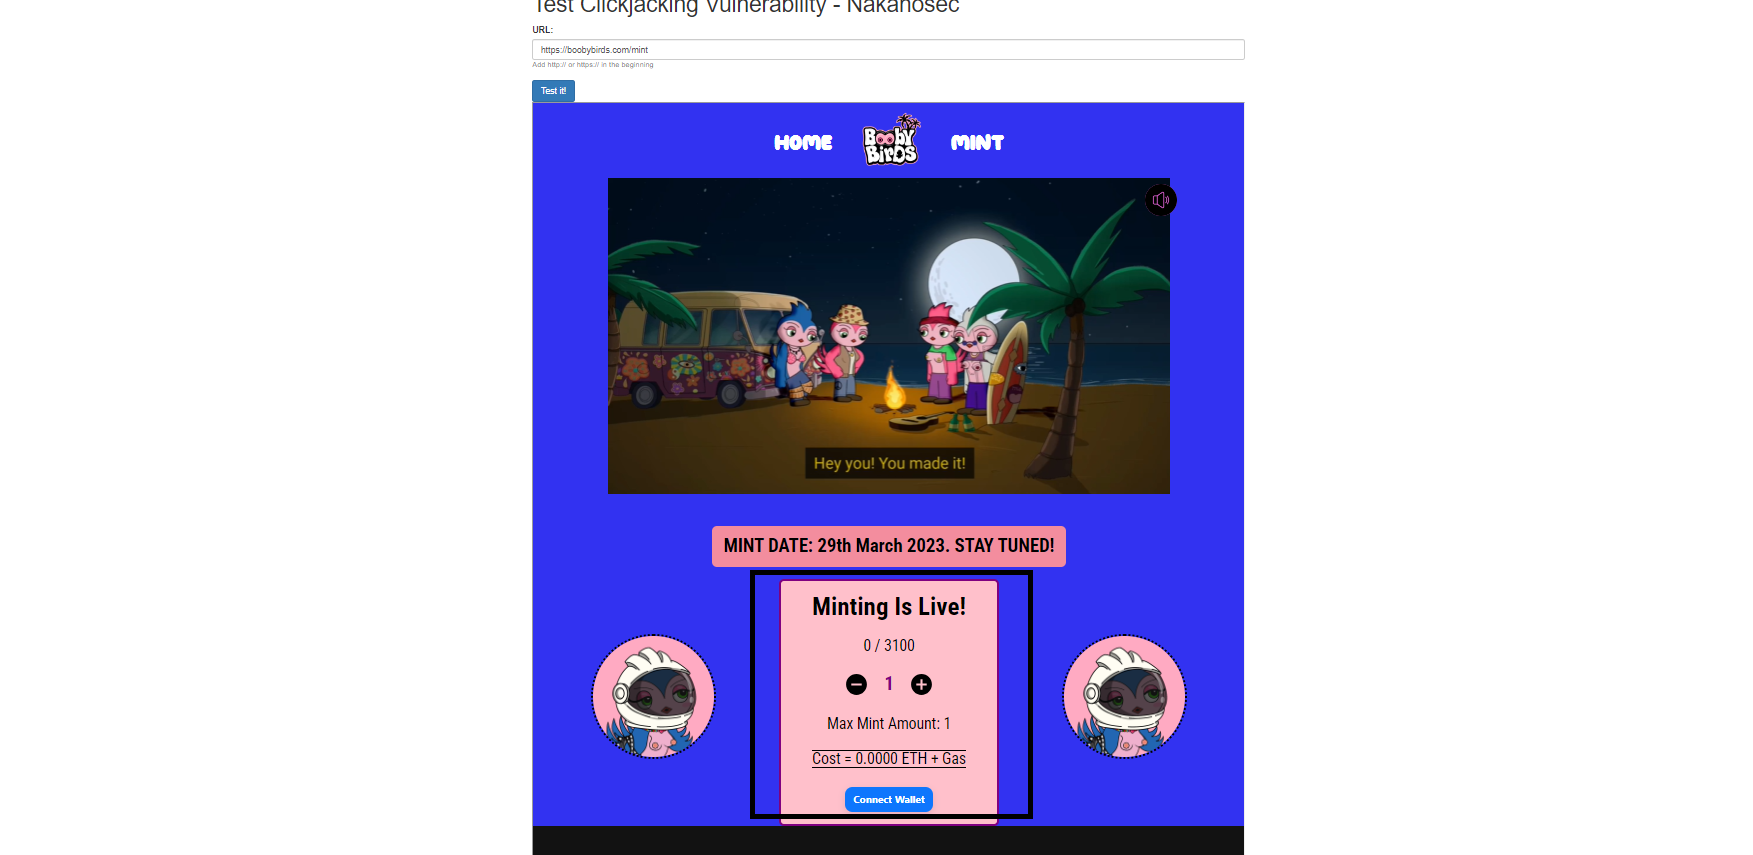 Test Clickjacking Vulnerability - Nakanosec
URL:
https://boobybirds.com/mint
Add http:// or https:// in the beginning
Test it!
HOME
Booby
Birds
MINT
Hey you! You made it!
MINT DATE: 29th March 2023. STAY TUNED!
Minting Is Live!
0 / 3100
1
Max Mint Amount: 1
Cost = 0.0000 ETH + Gas
Connect Wallet